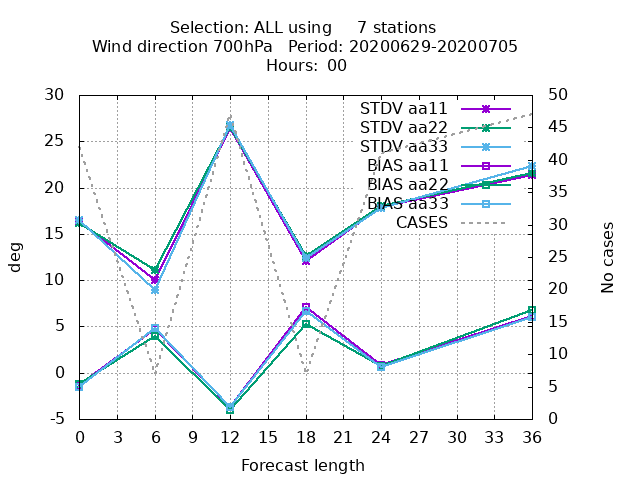 Selection: ALL using     7 stations
Wind direction 700hPa   Period: 20200629-20200705
Hours: 00
30 50
STDV aa11
45
STDV aa22
25
STDV aa33
40
BIAS aa11
20
BIAS aa22
35
BIAS aa33
15
CASES
30
deg
No cases
25
10
20
5
15
0
10
5
-5 0
0 3 6 9 12 15 18 21 24 27 30 33 36
Forecast length